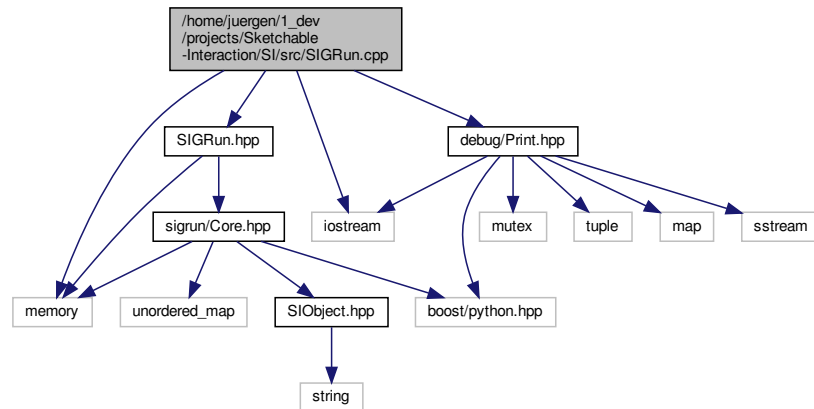 /home/juergen/1_dev
/projects/Sketchable
-Interaction/SI/src/SIGRun.cpp
SIGRun.hpp
debug/Print.hpp
sigrun/Core.hpp
iostream
mutex
tuple
map
sstream
memory
unordered_map
SIObject.hpp
boost/python.hpp
string